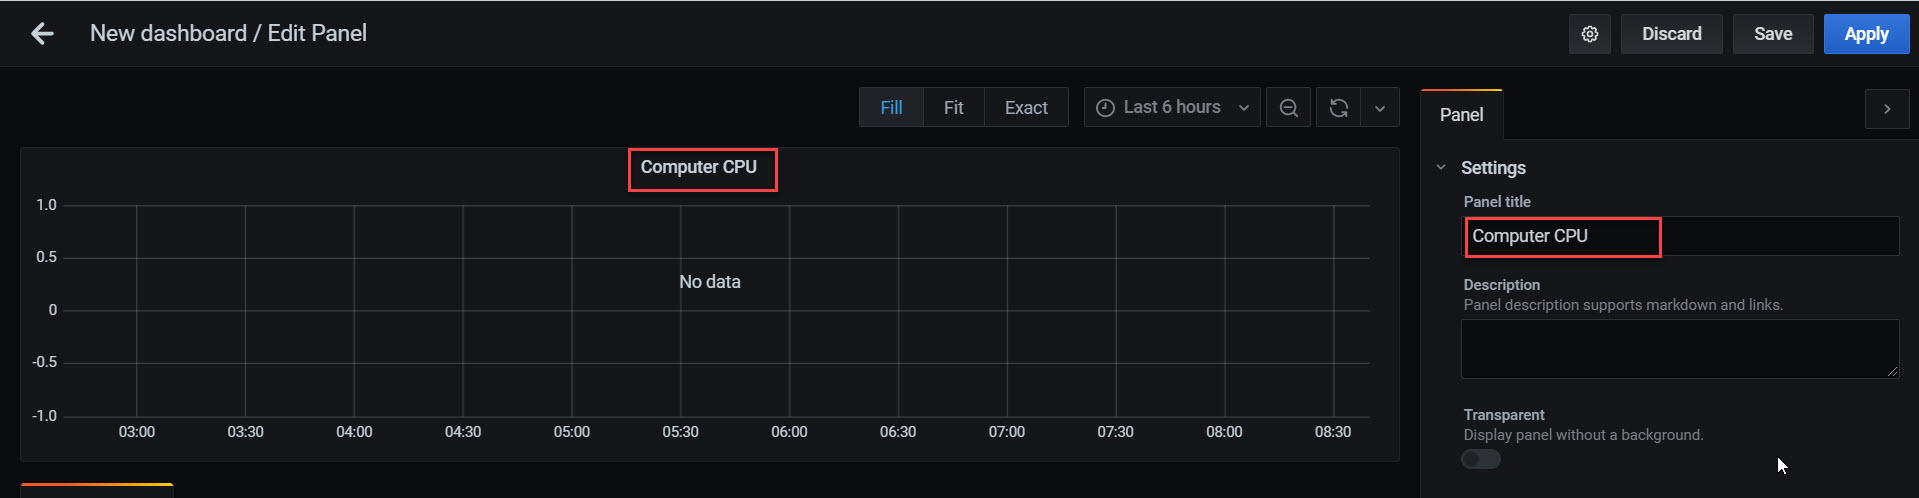 New dashboard / Edit Panel
Discard
Save
Apply
Fill
Fit
Exact
Last 6 hours
Computer CPU
1.0
0.5
0
-0.5
-1.0
No data
03:00
03:30
04:00
04:30
05:00
05:30
06:00
06:30
07:00
07:30
08:00
08:30
Panel
Settings
Panel title
Computer CPU
Description
Panel description supports markdown and links.
Transparent
Display panel without a background.